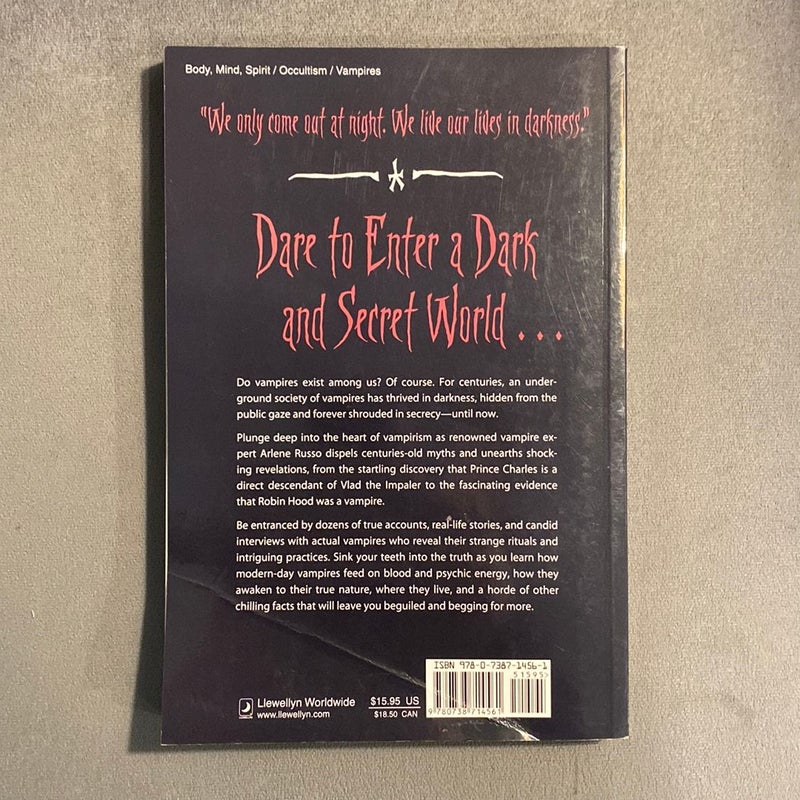 Body, Mind, Spirit / Occultism / Vampires
"We only come out at night. We live our lives in darkness."
Dare to Enter a Dark
and Secret World . . .
Do vampires exist among us? Of course. For centuries, an under-
ground society of vampires has thrived in darkness, hidden from the
public gaze and forever shrouded in secrecy—until now.
Plunge deep into the heart of vampirism as renowned vampire ex-
pert Arlene Russo dispels centuries-old myths and unearths shock-
ing revelations, from the startling discovery that Prince Charles is a
direct descendant of Vlad the Impaler to the fascinating evidence
that Robin Hood was a vampire.
Be entranced by dozens of true accounts, real-life stories, and candid
interviews with actual vampires who reveal their strange rituals and
intriguing practices. Sink your teeth into the truth as you learn how
modern-day vampires feed on blood and psychic energy, how they
awaken to their true nature, where they live, and a horde of other
chilling facts that will leave you beguiled and begging for more.
ISBN 978-0-7387-1456-1
51595>
9 780738 714561
Llewellyn Worldwide
www.llewellyn.com
$15.95 US
$18.50 CAN